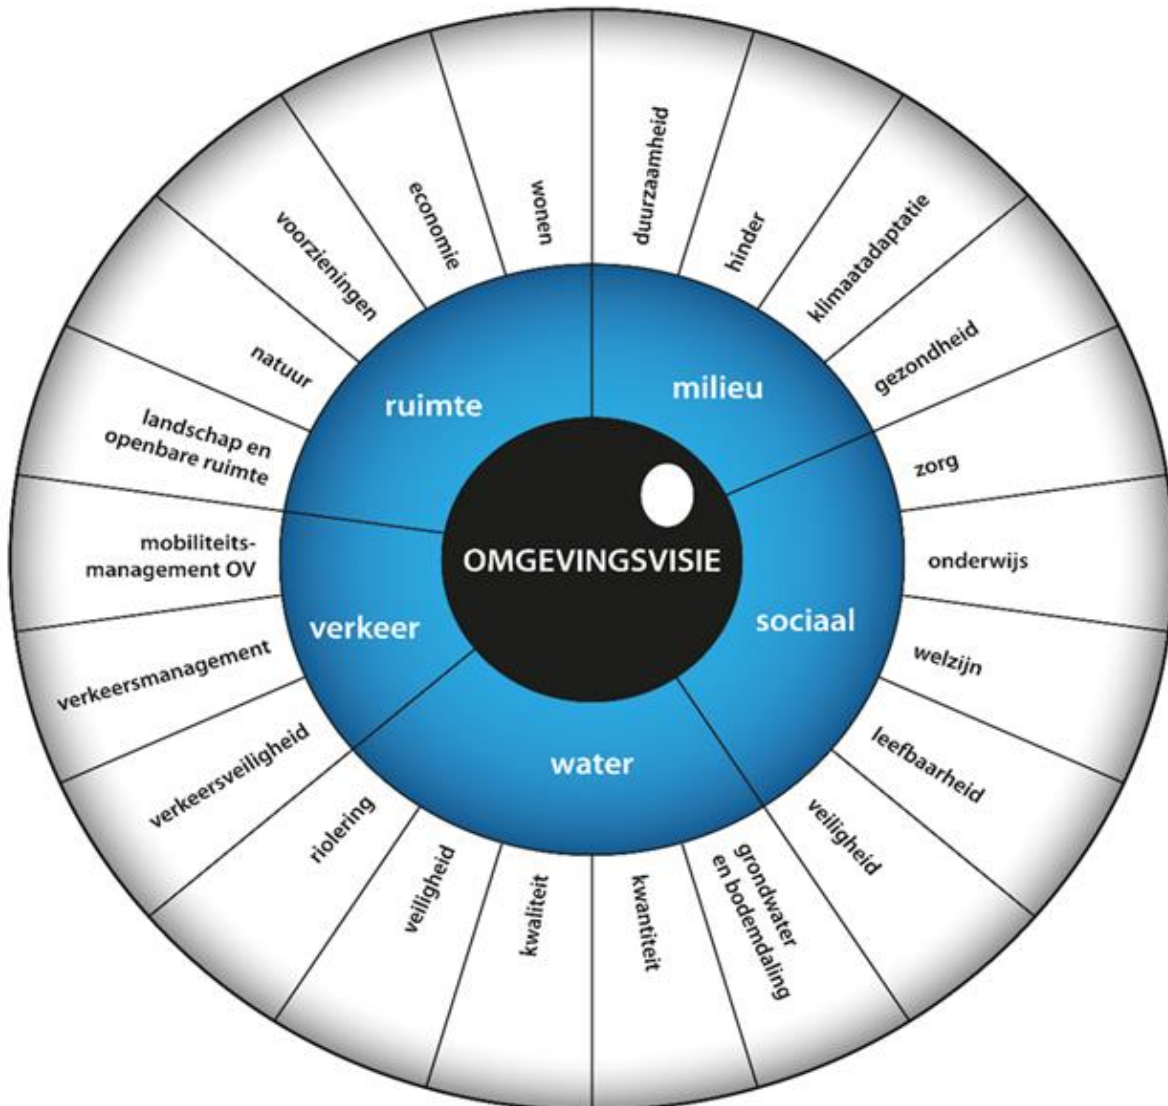 OMGEVINGSVISIE
milieu
sociaal
water
verkeer
ruimte
duurzaamheid
hinder
klimaatadaptatie
gezondheid
zorg
onderwijs
welzijn
leefbaarheid
veiligheid
grondwater
en bodemdaling
kwantiteit
kwaliteit
veiligheid
riolering
verkeersveiligheid
verkeersmanagement
mobiliteits-
management OV
landschap en
openbare ruimte
natuur
voorzieningen
economie
wonen